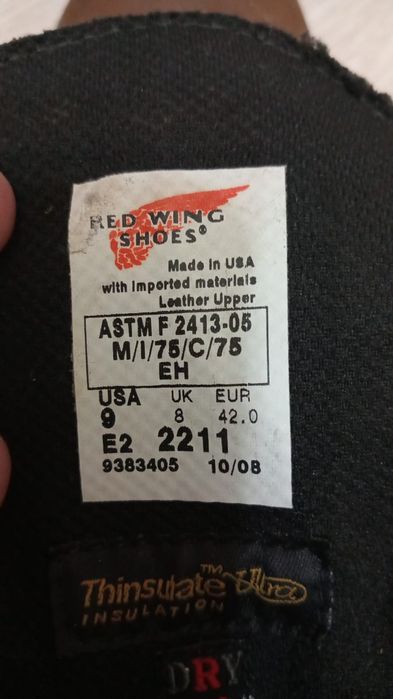 RED WING
SHOES®
Made in USA
with imported materials
Leather Upper
ASTM F 2413-05
M/I/75/C/75
EH
USA UK EUR
9 8 42.0
E2 2211
9383405 10/08
Thinsulate™ Ultra
INSULATION
DRY